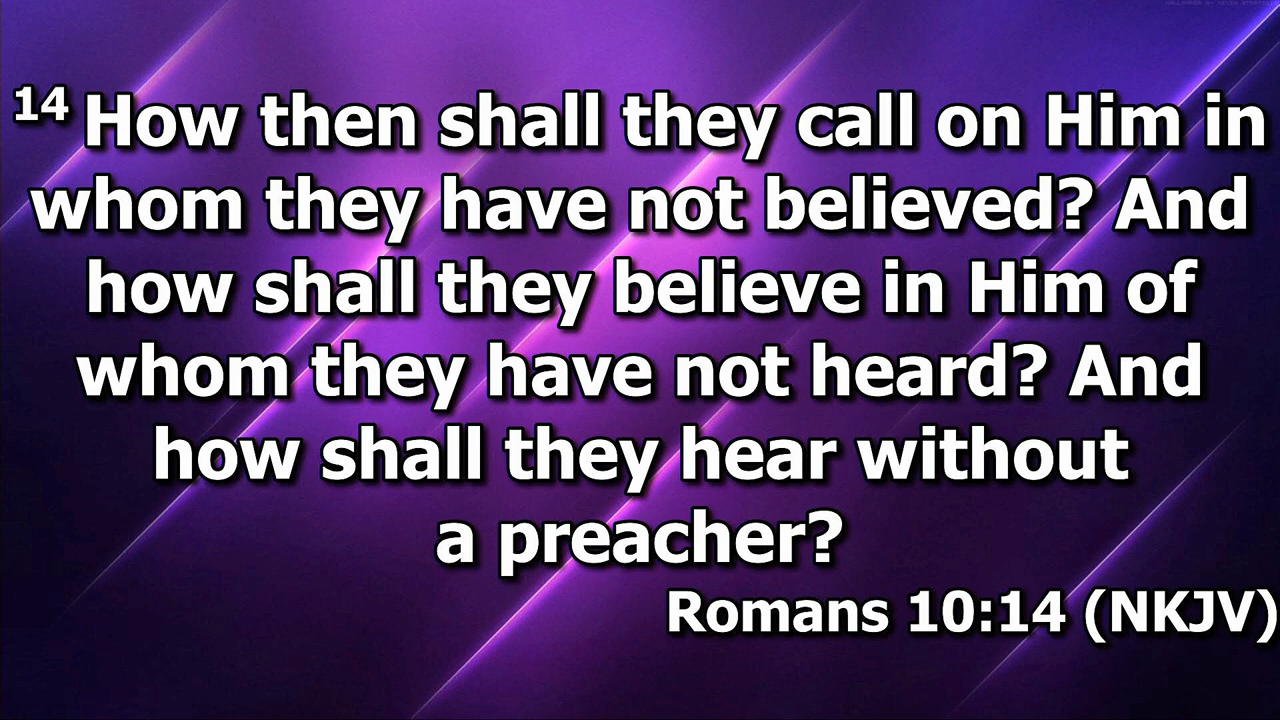 14 How then shall they call on Him in
whom they have not believed? And
how shall they believe in Him of
whom they have not heard? And
how shall they hear without
a preacher?
Romans 10:14 (NKJV)